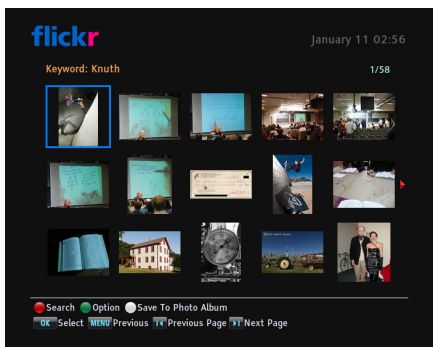 flickr
January 11 02:56
Keyword: Knuth
1/58
Search Option Save To Photo Album
OK Select MENU Previous Previous Page Next Page